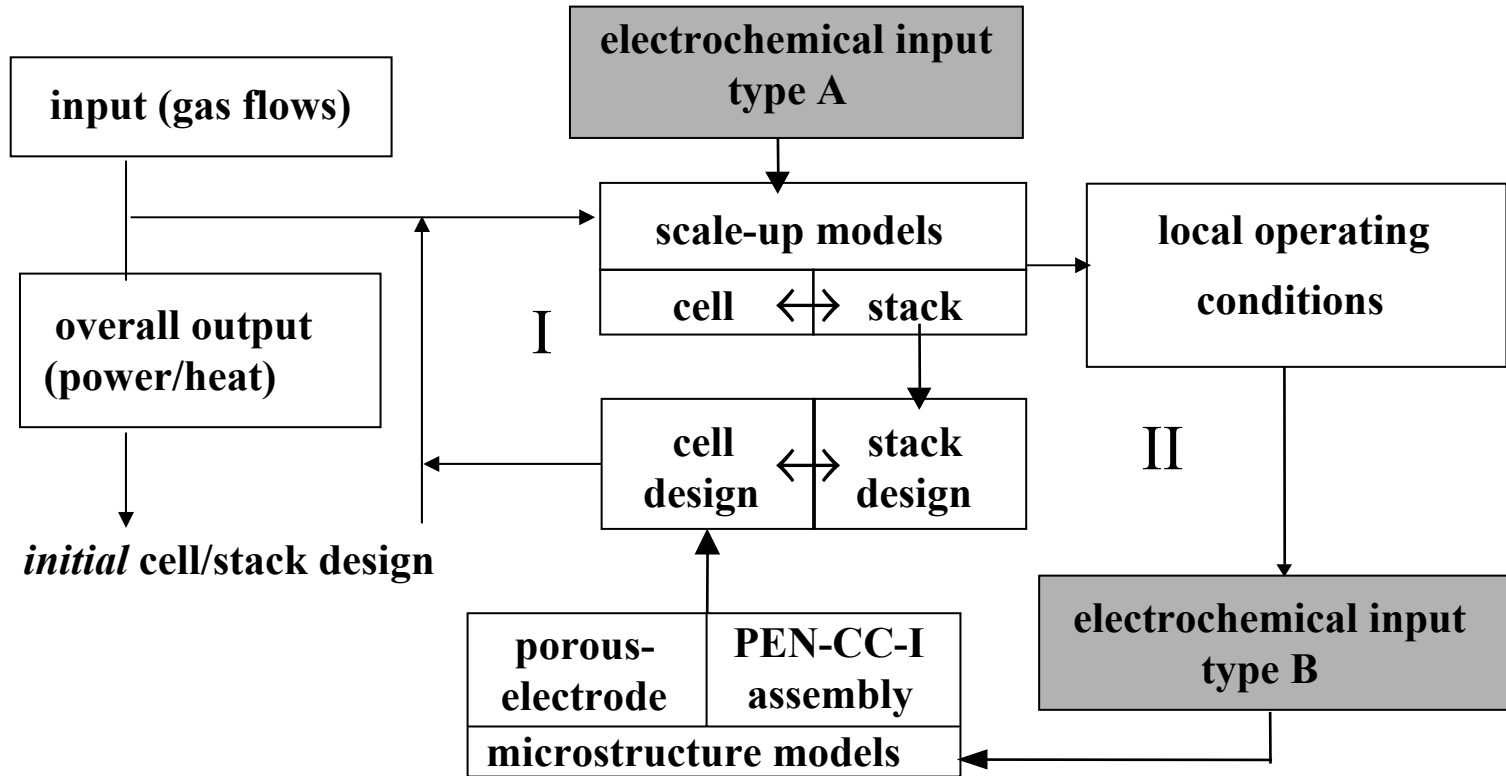 electrochemical input
type A
input (gas flows)
scale-up models
cell
stack
local operating
conditions
overall output
(power/heat)
I
cell
design
stack
design
II
initial cell/stack design
electrochemical input
type B
porous-
electrode
PEN-CC-I
assembly
microstructure models